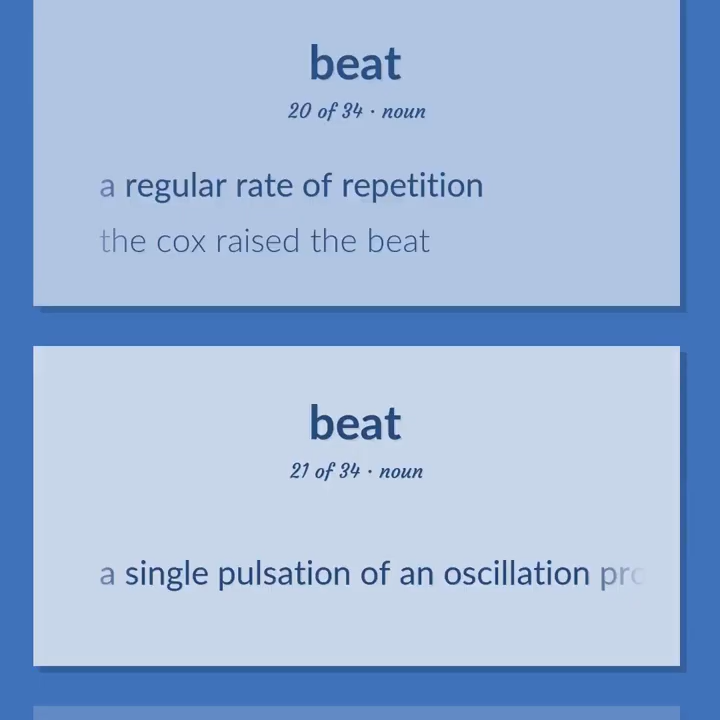 beat
20 of 34 · noun
a regular rate of repetition
the cox raised the beat
beat
21 of 34 · noun
a single pulsation of an oscillation